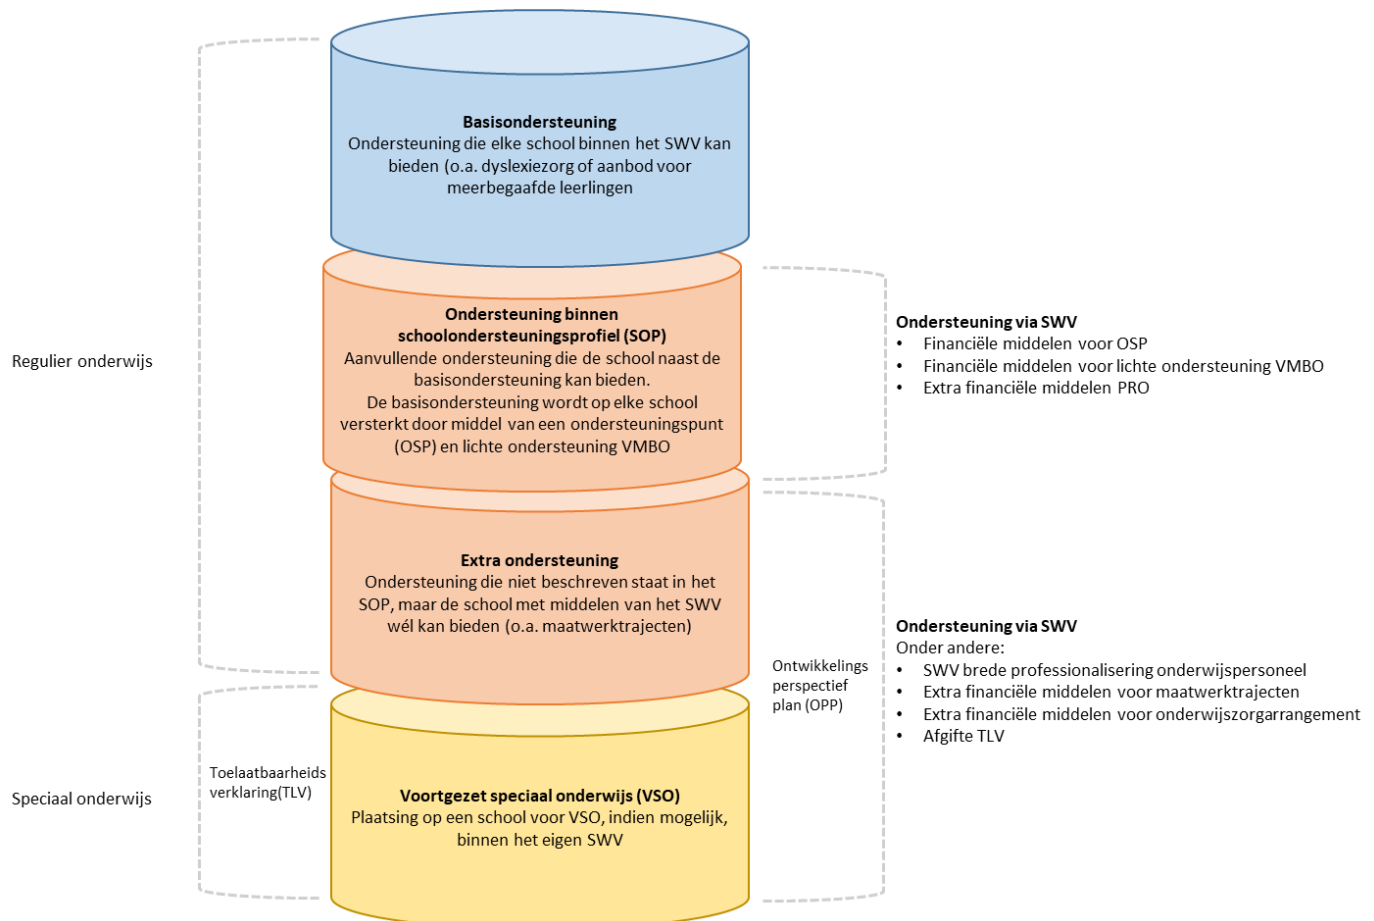 Basisondersteuning
Ondersteuning die elke school binnen het SWV kan
bieden (o.a. dyslexiezorg of aanbod voor
meerbegaafde leerlingen
Ondersteuning binnen
schoolondersteuningsprofiel (SOP)
Aanvullende ondersteuning die de school naast de
basisondersteuning kan bieden.
De basisondersteuning wordt op elke school
versterkt door middel van een ondersteuningspunt
(OSP) en lichte ondersteuning VMBO
Ondersteuning via SWV
• Financiële middelen voor OSP
• Financiële middelen voor lichte ondersteuning VMBO
• Extra financiële middelen PRO
Regulier onderwijs
Extra ondersteuning
Ondersteuning die niet beschreven staat in het
SOP, maar de school met middelen van het SWV
wél kan bieden (o.a. maatwerktrajecten)
Ontwikkelings
perspectief
plan (OPP)
Ondersteuning via SWV
Onder andere:
• SWV brede professionalisering onderwijspersoneel
• Extra financiële middelen voor maatwerktrajecten
• Extra financiële middelen voor onderwijszorgarrangement
• Afgifte TLV
Speciaal onderwijs
Toelaatbaarheids
verklaring(TLV)
Voortgezet speciaal onderwijs (VSO)
Plaatsing op een school voor VSO, indien mogelijk,
binnen het eigen SWV